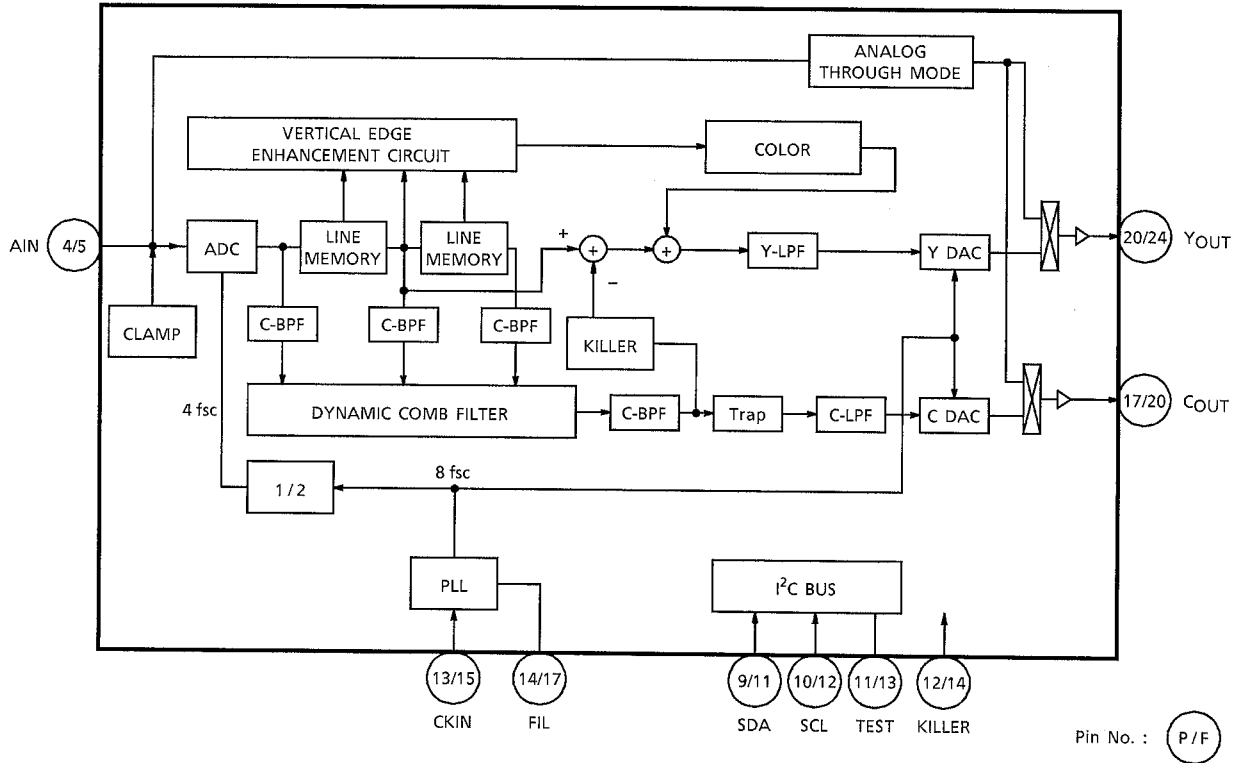 ANALOG
THROUGH MODE
VERTICAL EDGE
ENHANCEMENT CIRCUIT
COLOR
AIN
4/5
ADC
LINE
MEMORY
LINE
MEMORY
+
+
+
−
Y-LPF
Y DAC
20/24
YOUT
CLAMP
C-BPF
C-BPF
C-BPF
KILLER
4 fsc
DYNAMIC COMB FILTER
C-BPF
Trap
C-LPF
C DAC
17/20
COUT
1/2
8 fsc
PLL
I²C BUS
13/15
14/17
9/11
10/12
11/13
12/14
CKIN
FIL
SDA
SCL
TEST
KILLER
Pin No. : P/F